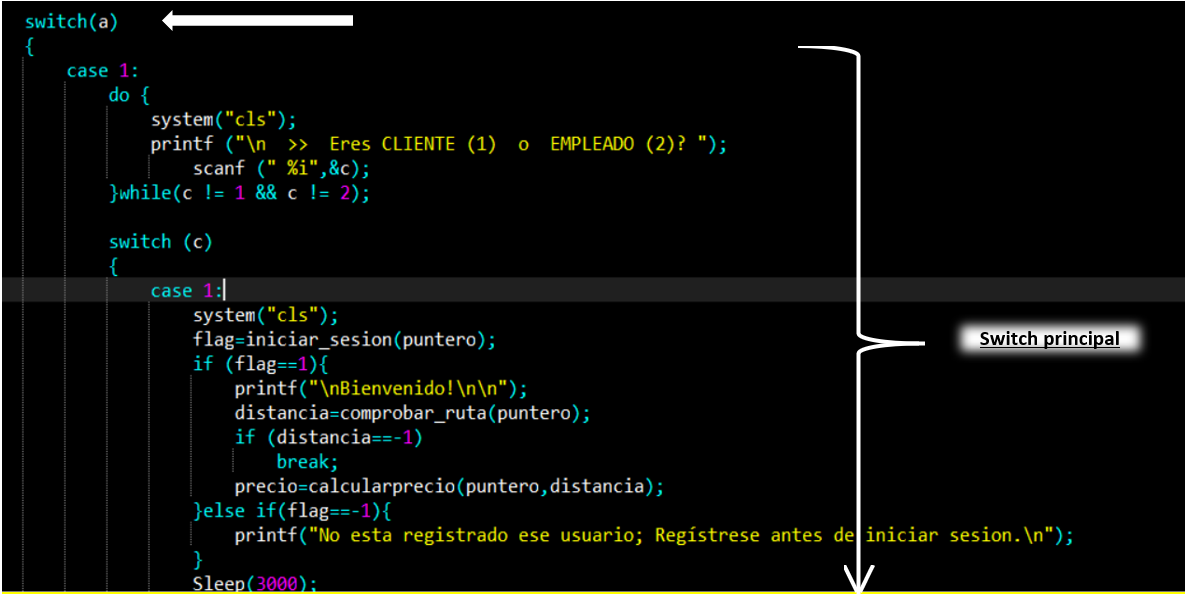 switch(a)
{
case 1:
do {
system("cls");
printf ("\n  >>  Eres CLIENTE (1)  o  EMPLEADO (2)? ");
scanf (" %i",&c);
}while(c != 1 && c != 2);
switch (c)
{
case 1:
system("cls");
flag=iniciar_sesion(puntero);
if (flag==1){
printf("\nBienvenido!\n\n");
distancia=comprobar_ruta(puntero);
if (distancia==-1)
break;
precio=calcularprecio(puntero,distancia);
}else if(flag==-1){
printf("No esta registrado ese usuario; Regístrese antes de iniciar sesion.\n");
}
Sleep(3000);
Switch principal